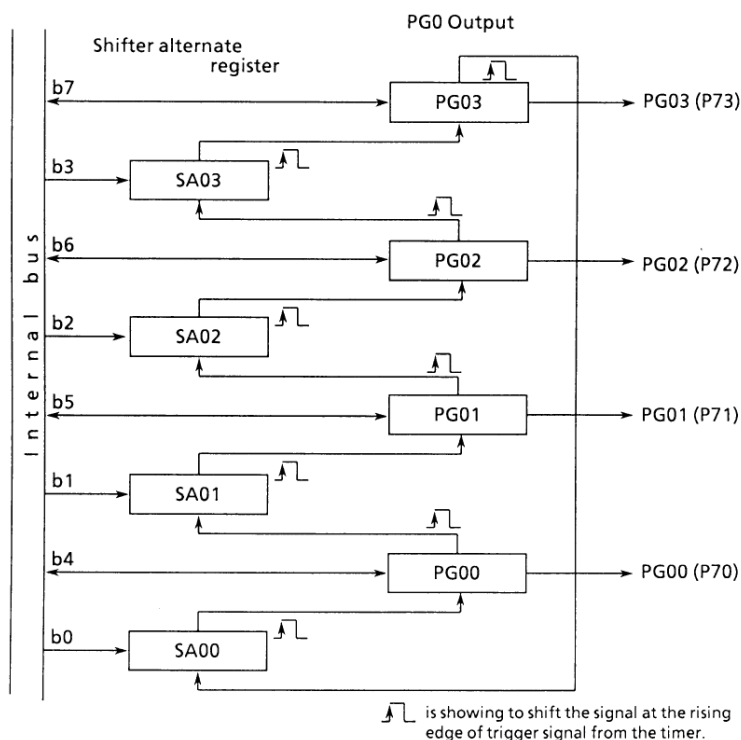 PG0 Output
Shifter alternate
register
b7
PG03
PG03 (P73)
b3
SA03
b6
PG02
PG02 (P72)
b2
SA02
Internal bus
b5
PG01
PG01 (P71)
b1
SA01
b4
PG00
PG00 (P70)
b0
SA00
is showing to shift the signal at the rising
edge of trigger signal from the timer.